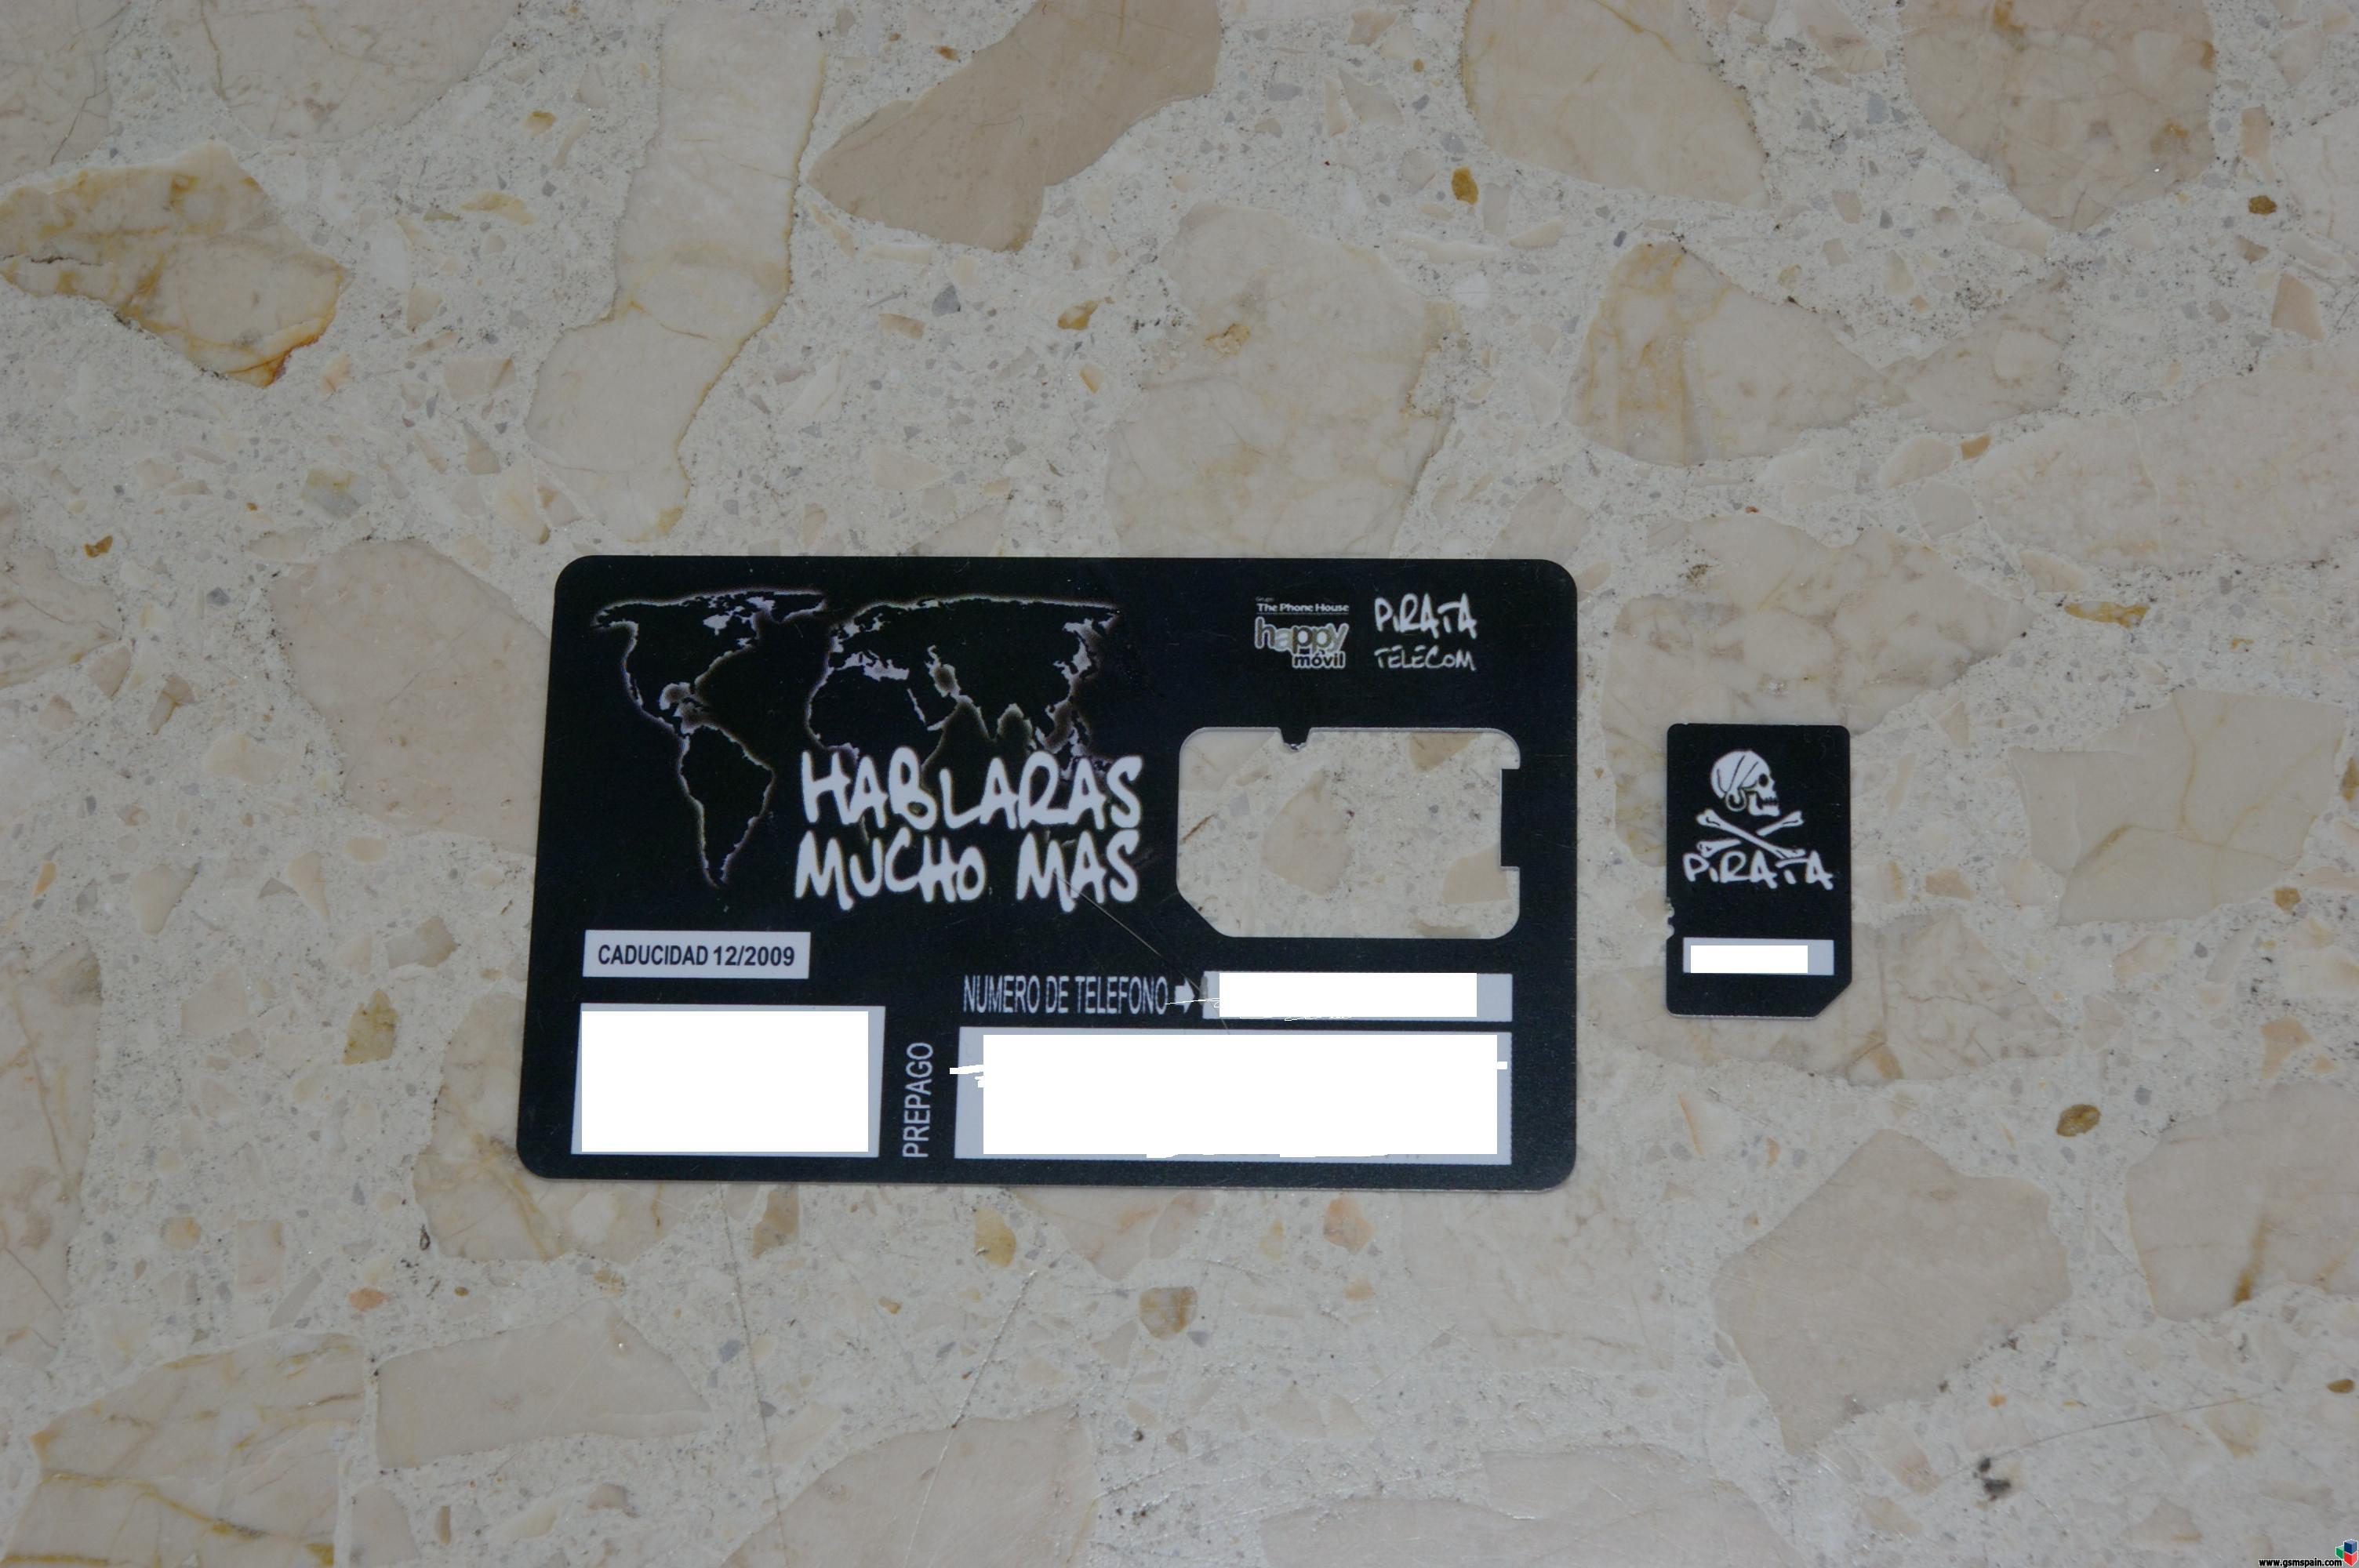 Grupo
The Phone House
happy
móvil
PIRATA
TELECOM
HABLARAS
MUCHO MAS
PIRATA
CADUCIDAD 12/2009
NUMERO DE TELEFONO
PREPAGO
www.gsmspain.com